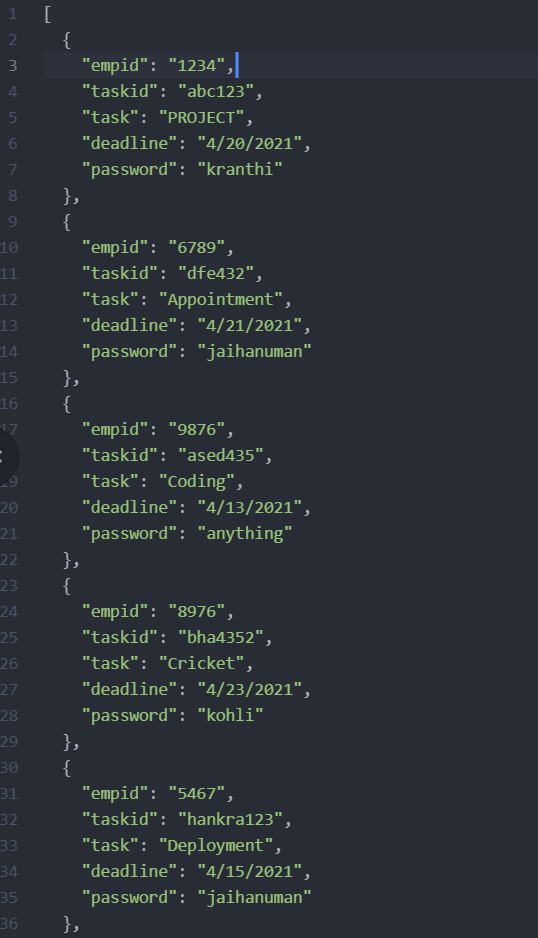 1 [
2 {
3 "empid": "1234",
4 "taskid": "abc123",
5 "task": "PROJECT",
6 "deadline": "4/20/2021",
7 "password": "kranthi"
8 },
9 {
10 "empid": "6789",
11 "taskid": "dfe432",
12 "task": "Appointment",
13 "deadline": "4/21/2021",
14 "password": "jaihanuman"
15 },
16 {
17 "empid": "9876",
"taskid": "ased435",
19 "task": "Coding",
20 "deadline": "4/13/2021",
21 "password": "anything"
22 },
23 {
24 "empid": "8976",
25 "taskid": "bha4352",
26 "task": "Cricket",
27 "deadline": "4/23/2021",
28 "password": "kohli"
29 },
30 {
31 "empid": "5467",
32 "taskid": "hankra123",
33 "task": "Deployment",
34 "deadline": "4/15/2021",
35 "password": "jaihanuman"
36 },